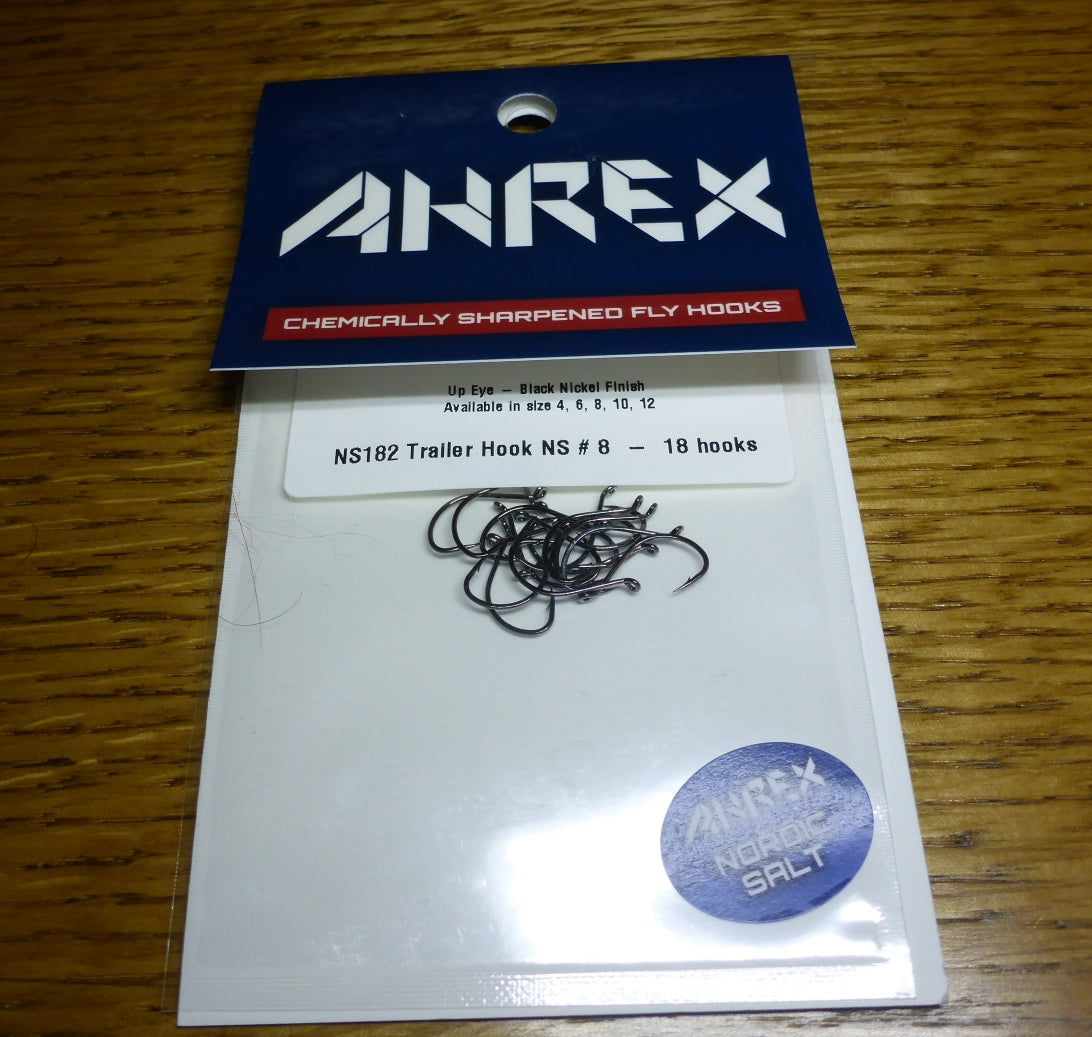 AHREX
CHEMICALLY SHARPENED FLY HOOKS
Up Eye – Black Nickel Finish
Available in size 4, 6, 8, 10, 12
NS182 Trailer Hook NS # 8 – 18 hooks
AHREX
NORDIC
SALT